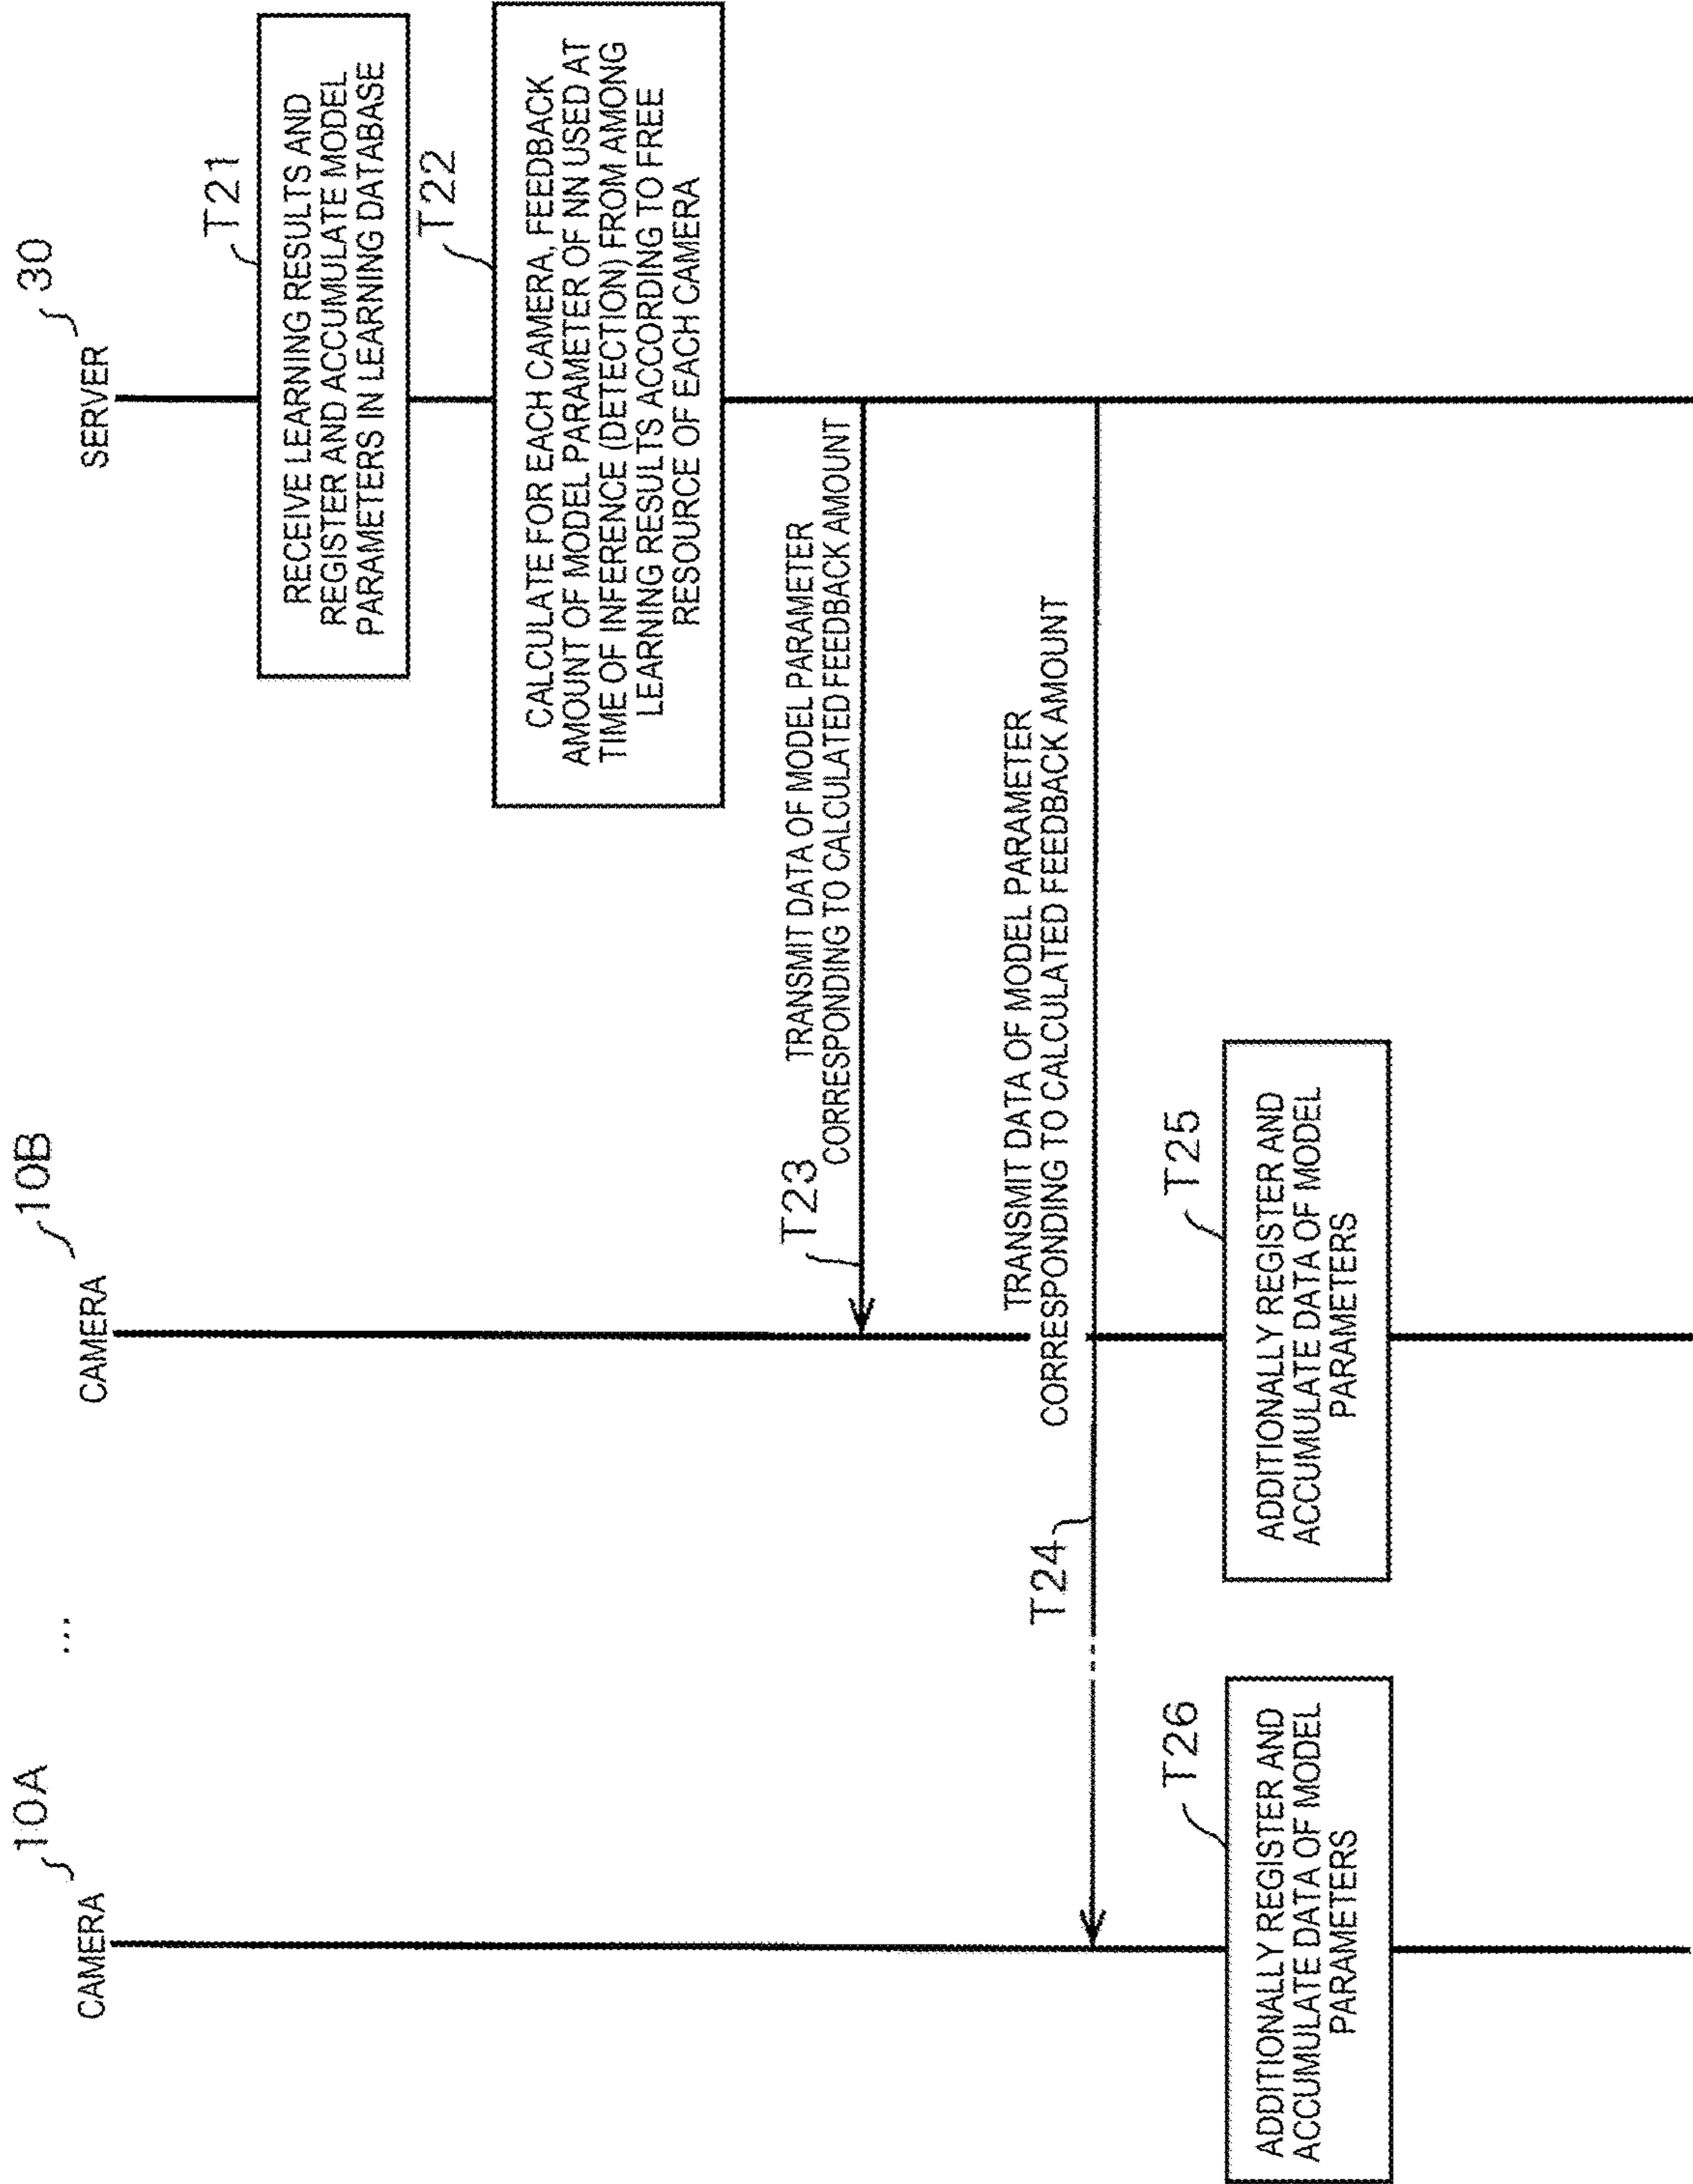 10A
CAMERA
...
10B
CAMERA
30
SERVER
T21
RECEIVE LEARNING RESULTS AND
REGISTER AND ACCUMULATE MODEL
PARAMETERS IN LEARNING DATABASE
T22
CALCULATE FOR EACH CAMERA, FEEDBACK
AMOUNT OF MODEL PARAMETER OF NN USED AT
TIME OF INFERENCE (DETECTION) FROM AMONG
LEARNING RESULTS ACCORDING TO FREE
RESOURCE OF EACH CAMERA
T23
TRANSMIT DATA OF MODEL PARAMETER
CORRESPONDING TO CALCULATED FEEDBACK AMOUNT
T24
TRANSMIT DATA OF MODEL PARAMETER
CORRESPONDING TO CALCULATED FEEDBACK AMOUNT
T26
ADDITIONALLY REGISTER AND
ACCUMULATE DATA OF MODEL
PARAMETERS
T25
ADDITIONALLY REGISTER AND
ACCUMULATE DATA OF MODEL
PARAMETERS